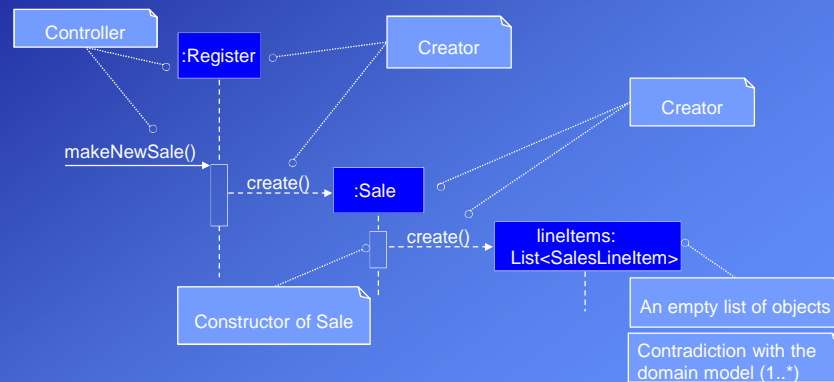 Controller
:Register
Creator
Creator
makeNewSale()
create()
:Sale
create()
lineItems:
List<SalesLineItem>
Constructor of Sale
An empty list of objects
Contradiction with the
domain model (1..*)